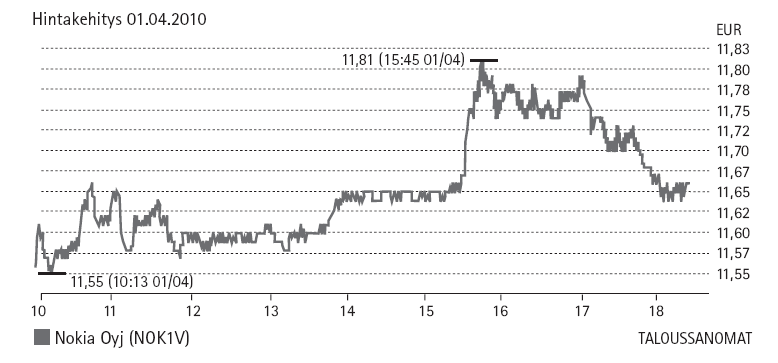 Hintakehitys 01.04.2010
EUR
11,83
11,81 (15:45 01/04)
11,80
11,78
11,75
11,72
11,70
11,67
11,65
11,62
11,60
11,57
11,55
11,55 (10:13 01/04)
10 11 12 13 14 15 16 17 18
Nokia Oyj (NOK1V)
TALOUSSANOMAT